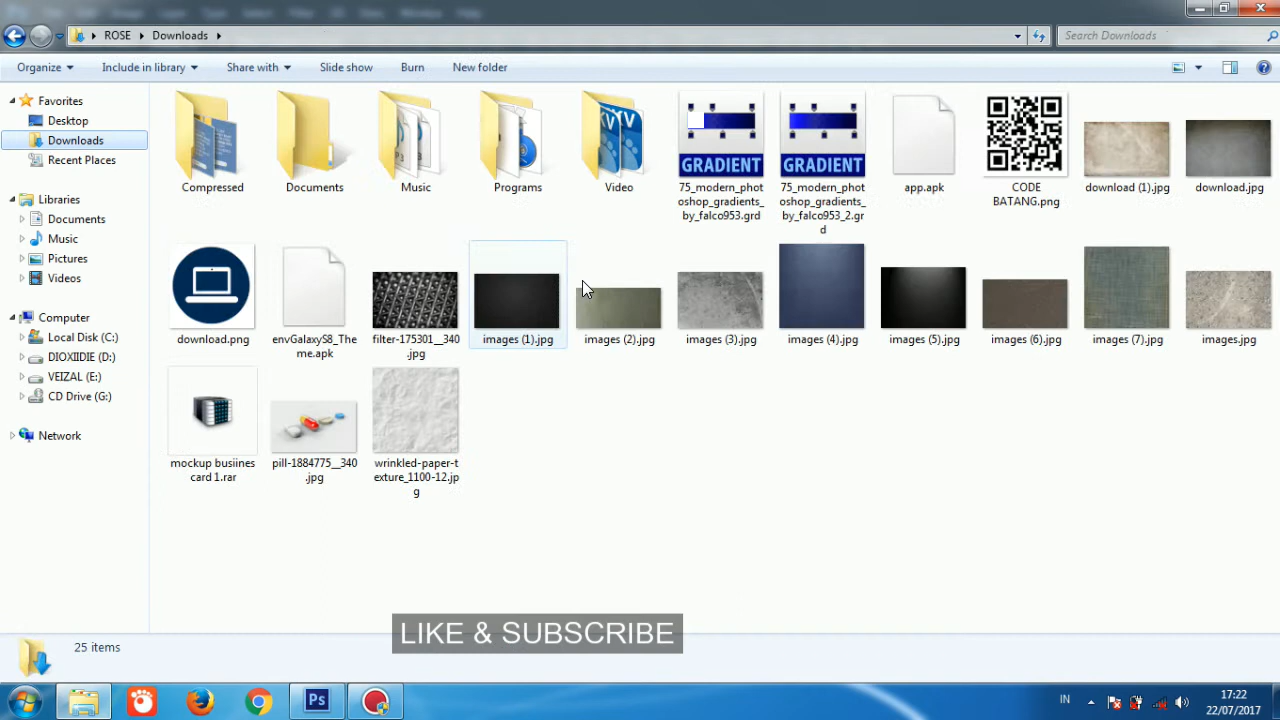 ROSE Downloads
Search Downloads
Organize Include in library Share with Slide show Burn New folder
Favorites
Desktop
Downloads
Recent Places
Libraries
Documents
Music
Pictures
Videos
Computer
Local Disk (C:)
DIOXIIDIE (D:)
VEIZAL (E:)
CD Drive (G:)
Network
Compressed
Documents
Music
Programs
Video
GRADIENT
75_modern_phot
oshop_gradients_
by_falco953.grd
GRADIENT
75_modern_phot
oshop_gradients_
by_falco953_2.gr
d
app.apk
CODE
BATANG.png
download (1).jpg
download.jpg
download.png
envGalaxyS8_The
me.apk
filter-175301__340
.jpg
images (1).jpg
images (2).jpg
images (3).jpg
images (4).jpg
images (5).jpg
images (6).jpg
images (7).jpg
images.jpg
mockup busiines
card 1.rar
pill-1884775__340
.jpg
wrinkled-paper-t
exture_1100-12.jp
g
LIKE & SUBSCRIBE
25 items
Ps
IN
17:22
22/07/2017